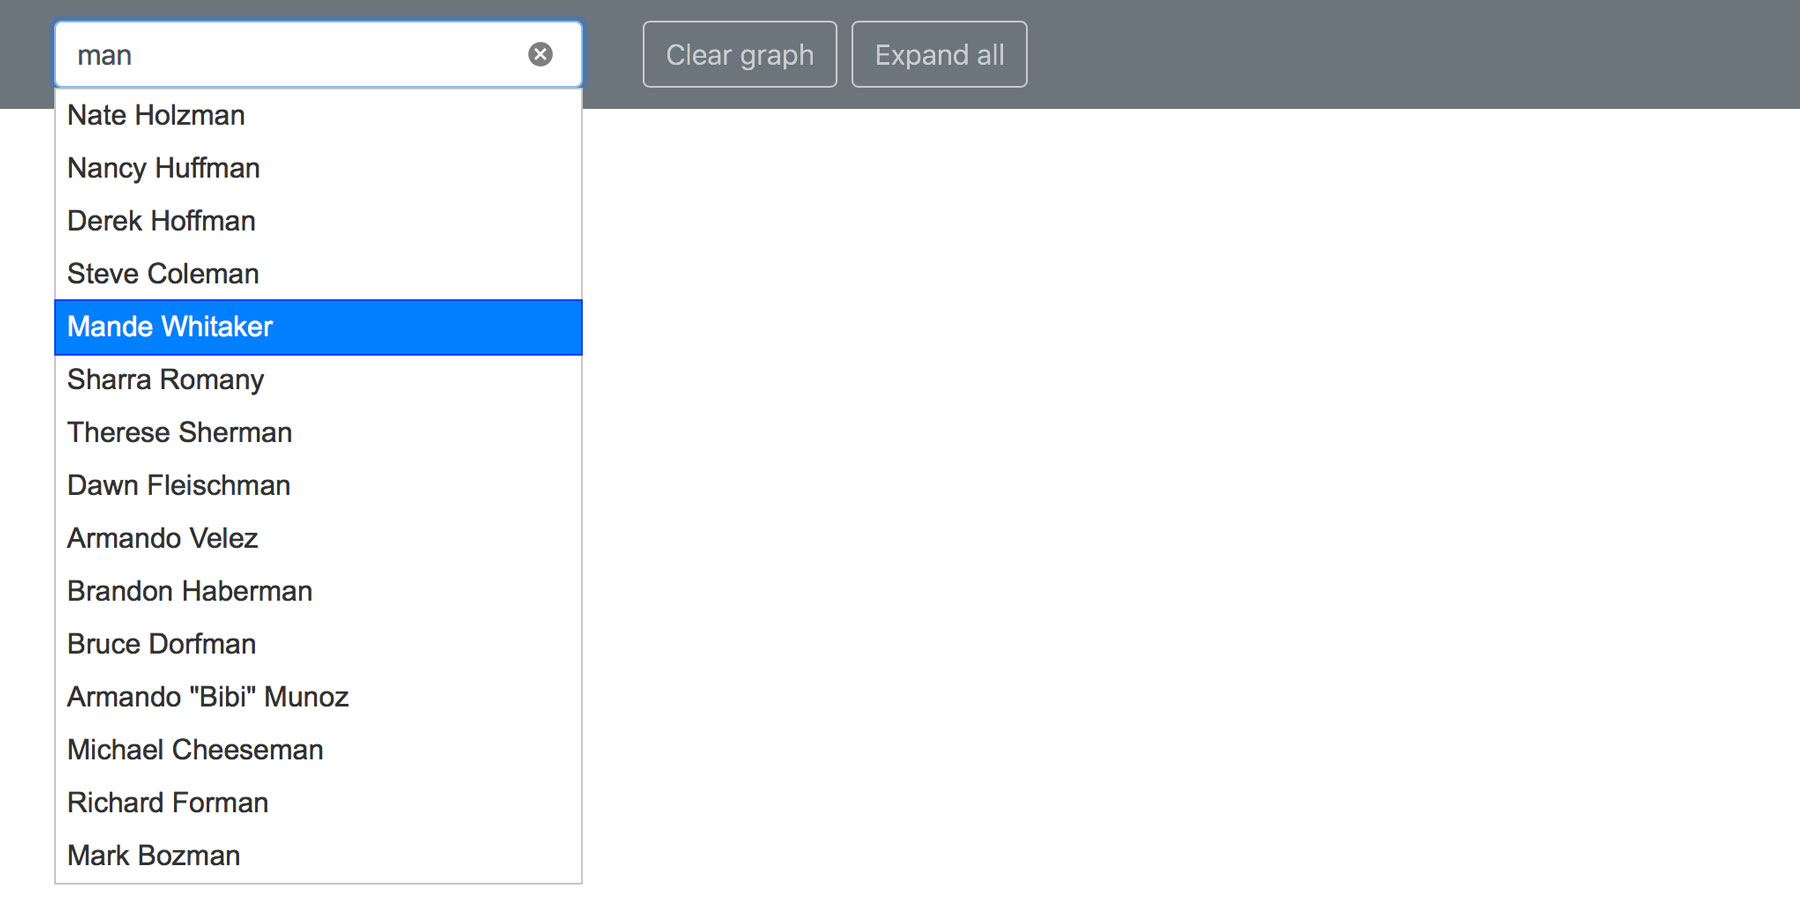 man
Clear graph
Expand all
Nate Holzman
Nancy Huffman
Derek Hoffman
Steve Coleman
Mande Whitaker
Sharra Romany
Therese Sherman
Dawn Fleischman
Armando Velez
Brandon Haberman
Bruce Dorfman
Armando "Bibi" Munoz
Michael Cheeseman
Richard Forman
Mark Bozman